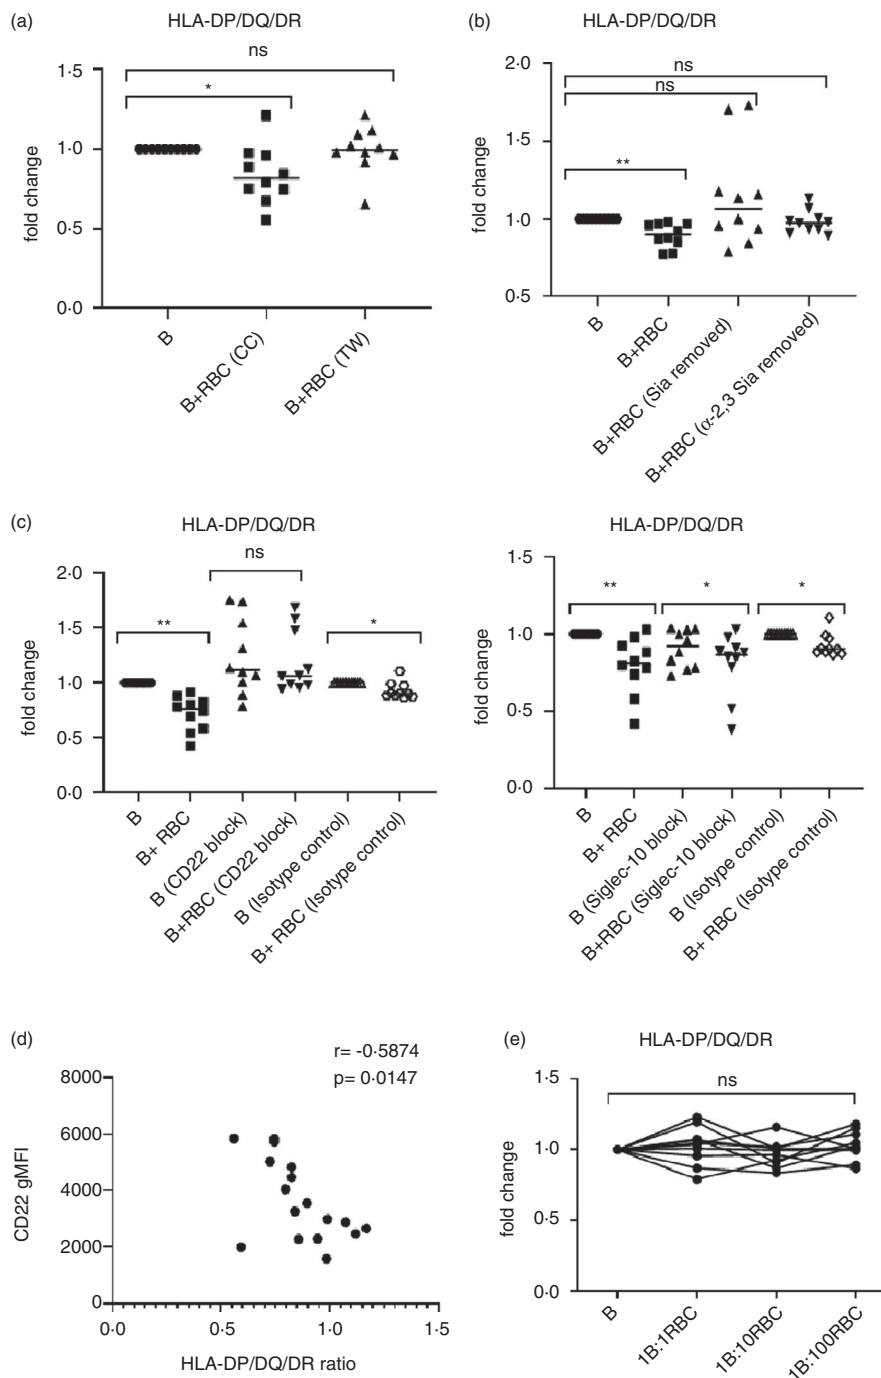 (a)
HLA-DP/DQ/DR
ns
*
1·5
1·0
0·5
0·0
fold change
B
B+RBC (CC)
B+RBC (TW)
(b)
HLA-DP/DQ/DR
ns
ns
**
2·0
1·5
1·0
0·5
fold change
B
B+RBC
B+RBC (Sia removed)
B+RBC (α-2,3 Sia removed)
(c)
HLA-DP/DQ/DR
ns
**
*
2·0
1·5
1·0
0·5
0·0
fold change
B
B+ RBC
B (CD22 block)
B+RBC (CD22 block)
B (Isotype control)
B+ RBC (Isotype control)
HLA-DP/DQ/DR
**
*
*
1·5
1·0
0·5
0·0
fold change
B
B+ RBC
B (Siglec-10 block)
B+RBC (Siglec-10 block)
B (Isotype control)
B+ RBC (Isotype control)
(d)
r= -0·5874
p= 0·0147
8000
6000
4000
2000
0
CD22 gMFI
0·0
0·5
1·0
1·5
HLA-DP/DQ/DR ratio
(e)
HLA-DP/DQ/DR
ns
1·5
1·0
0·5
0·0
fold change
B
1B:1RBC
1B:10RBC
1B:100RBC